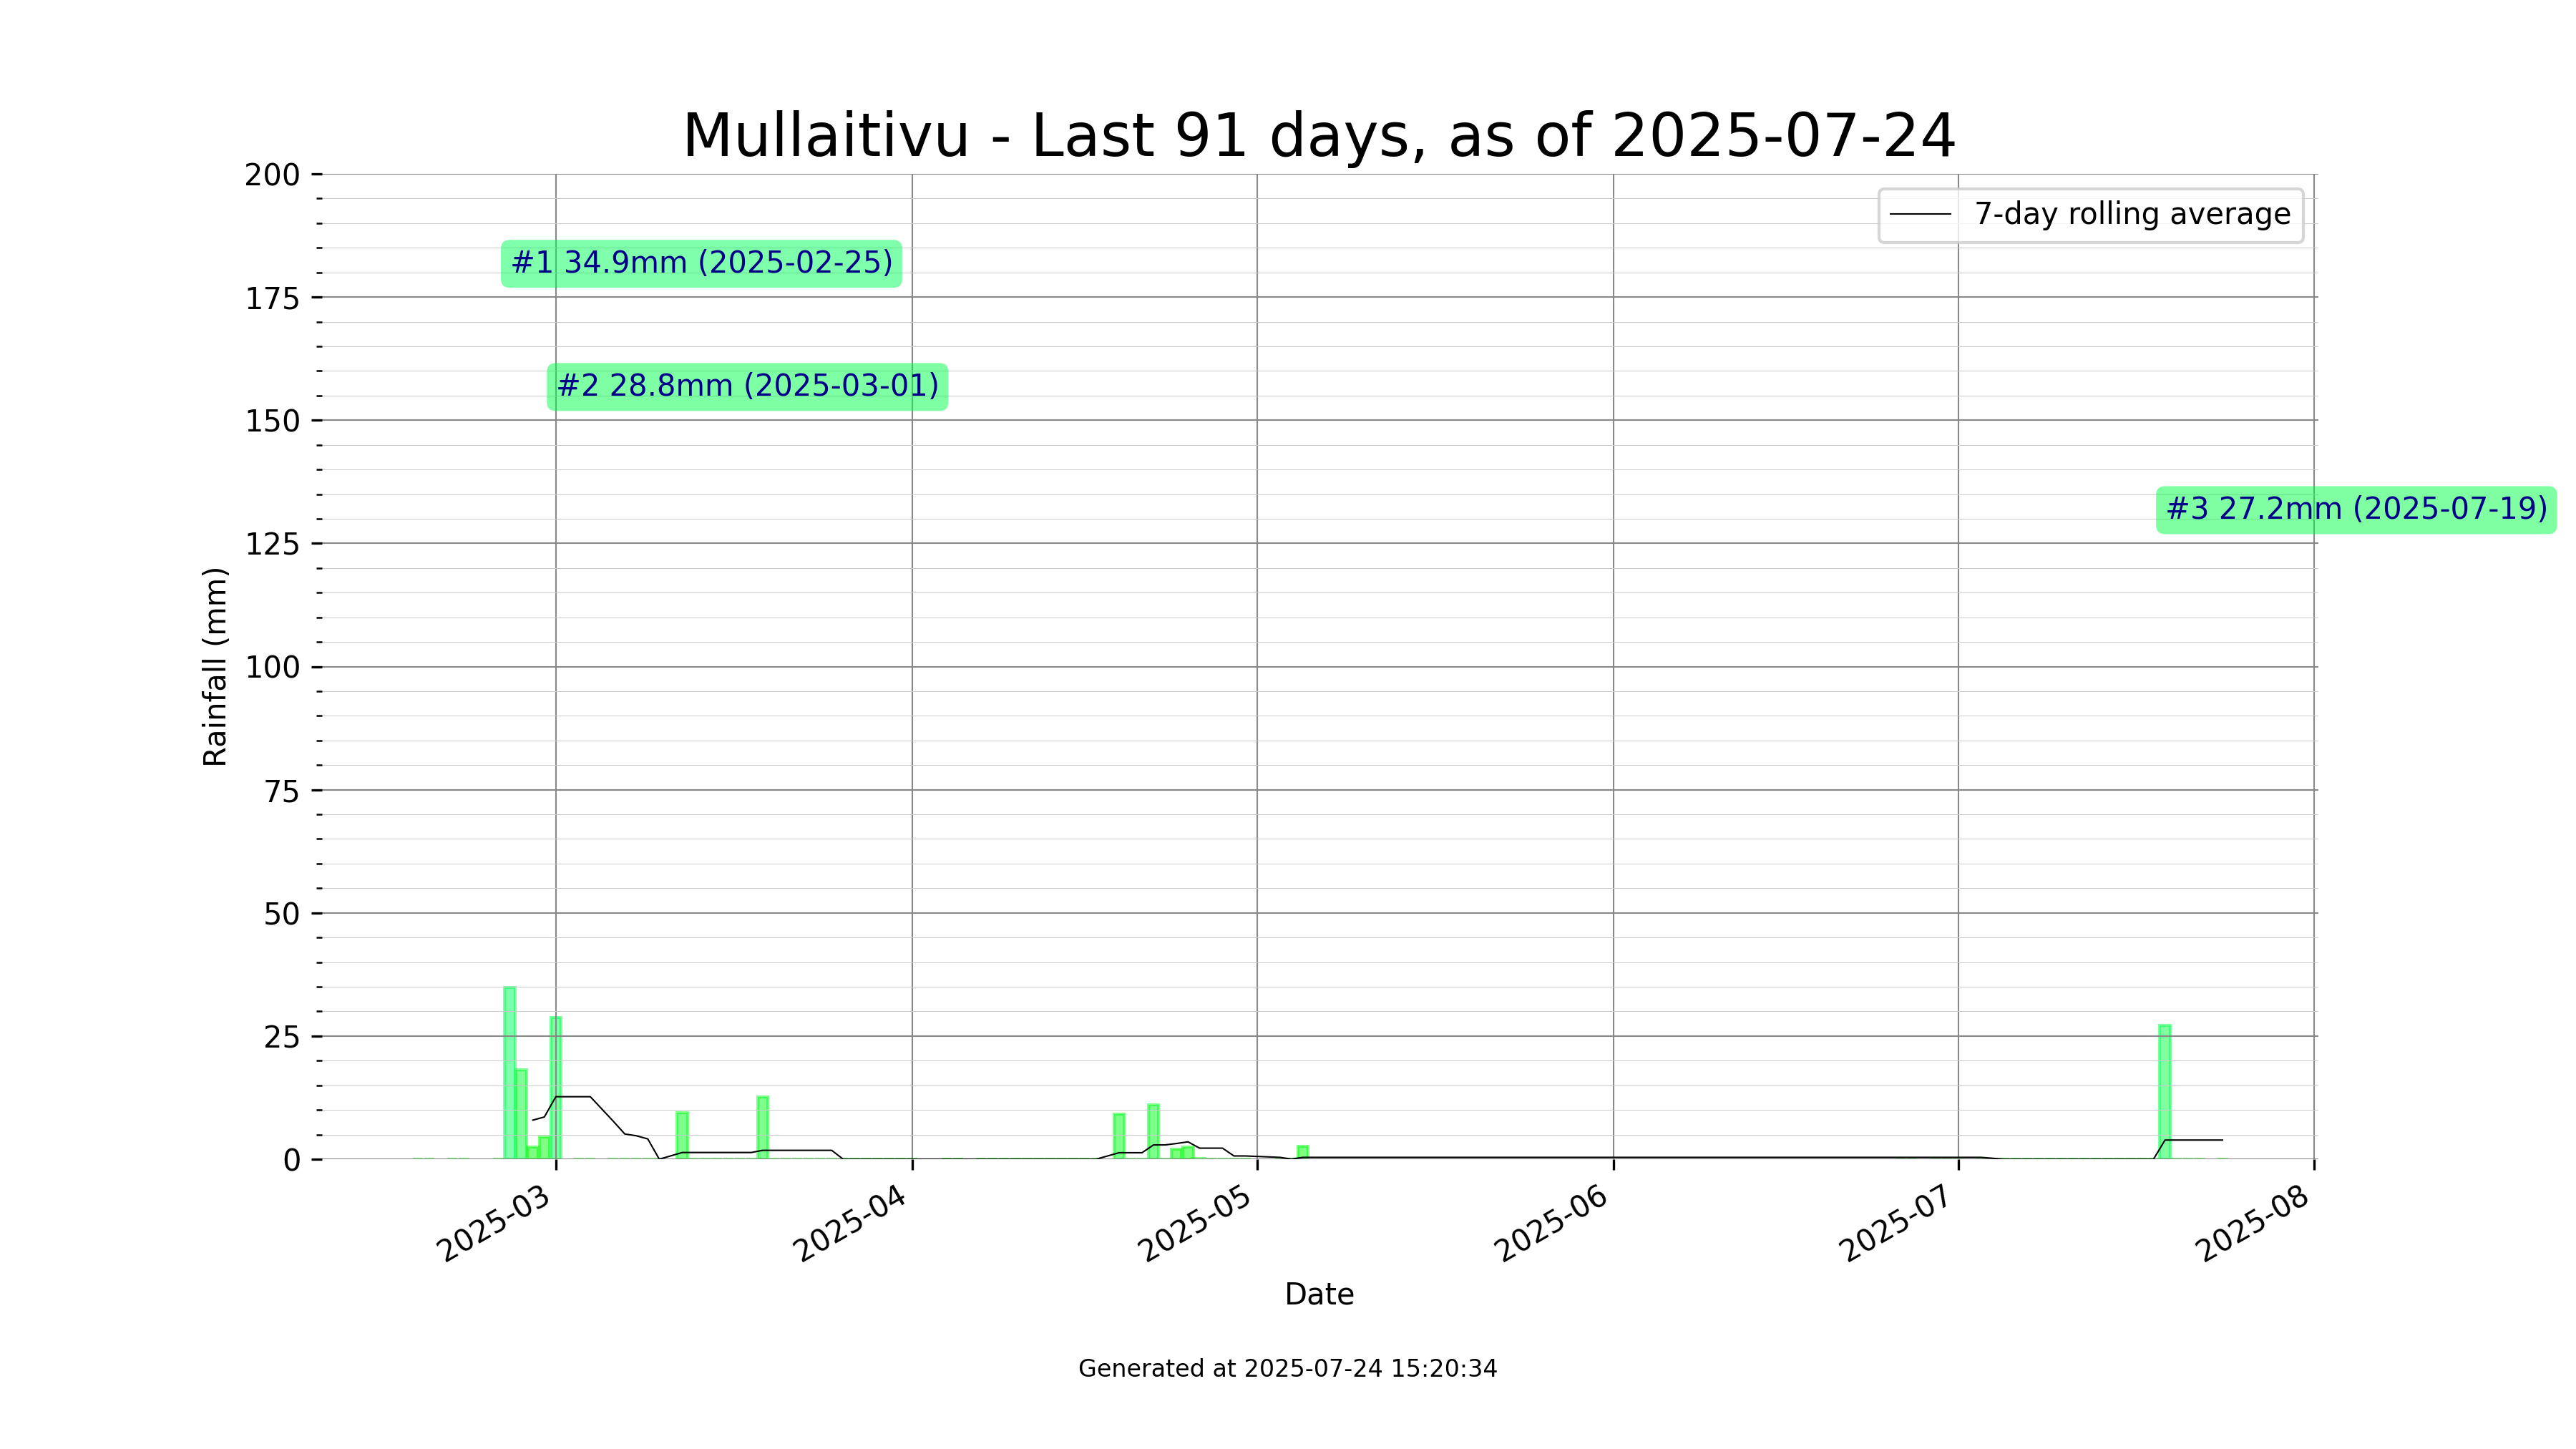 Mullaitivu - Last 91 days, as of 2025-07-24
200
175
150
125
100
75
50
25
0
Rainfall (mm)
7-day rolling average
#1 34.9mm (2025-02-25)
#2 28.8mm (2025-03-01)
#3 27.2mm (2025-07-19)
2025-03
2025-04
2025-05
2025-06
2025-07
2025-08
Date
Generated at 2025-07-24 15:20:34